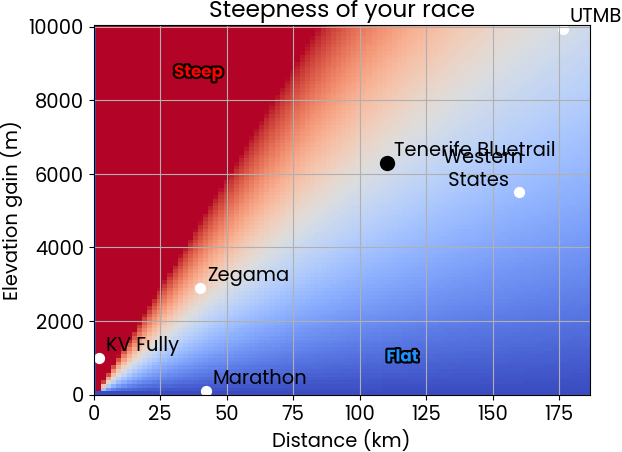 Steepness of your race
UTMB
10000
Steep
8000
Tenerife Bluetrail
Western
States
6000
Elevation gain (m)
4000
Zegama
2000
KV Fully
Flat
Marathon
0
0 25 50 75 100 125 150 175
Distance (km)